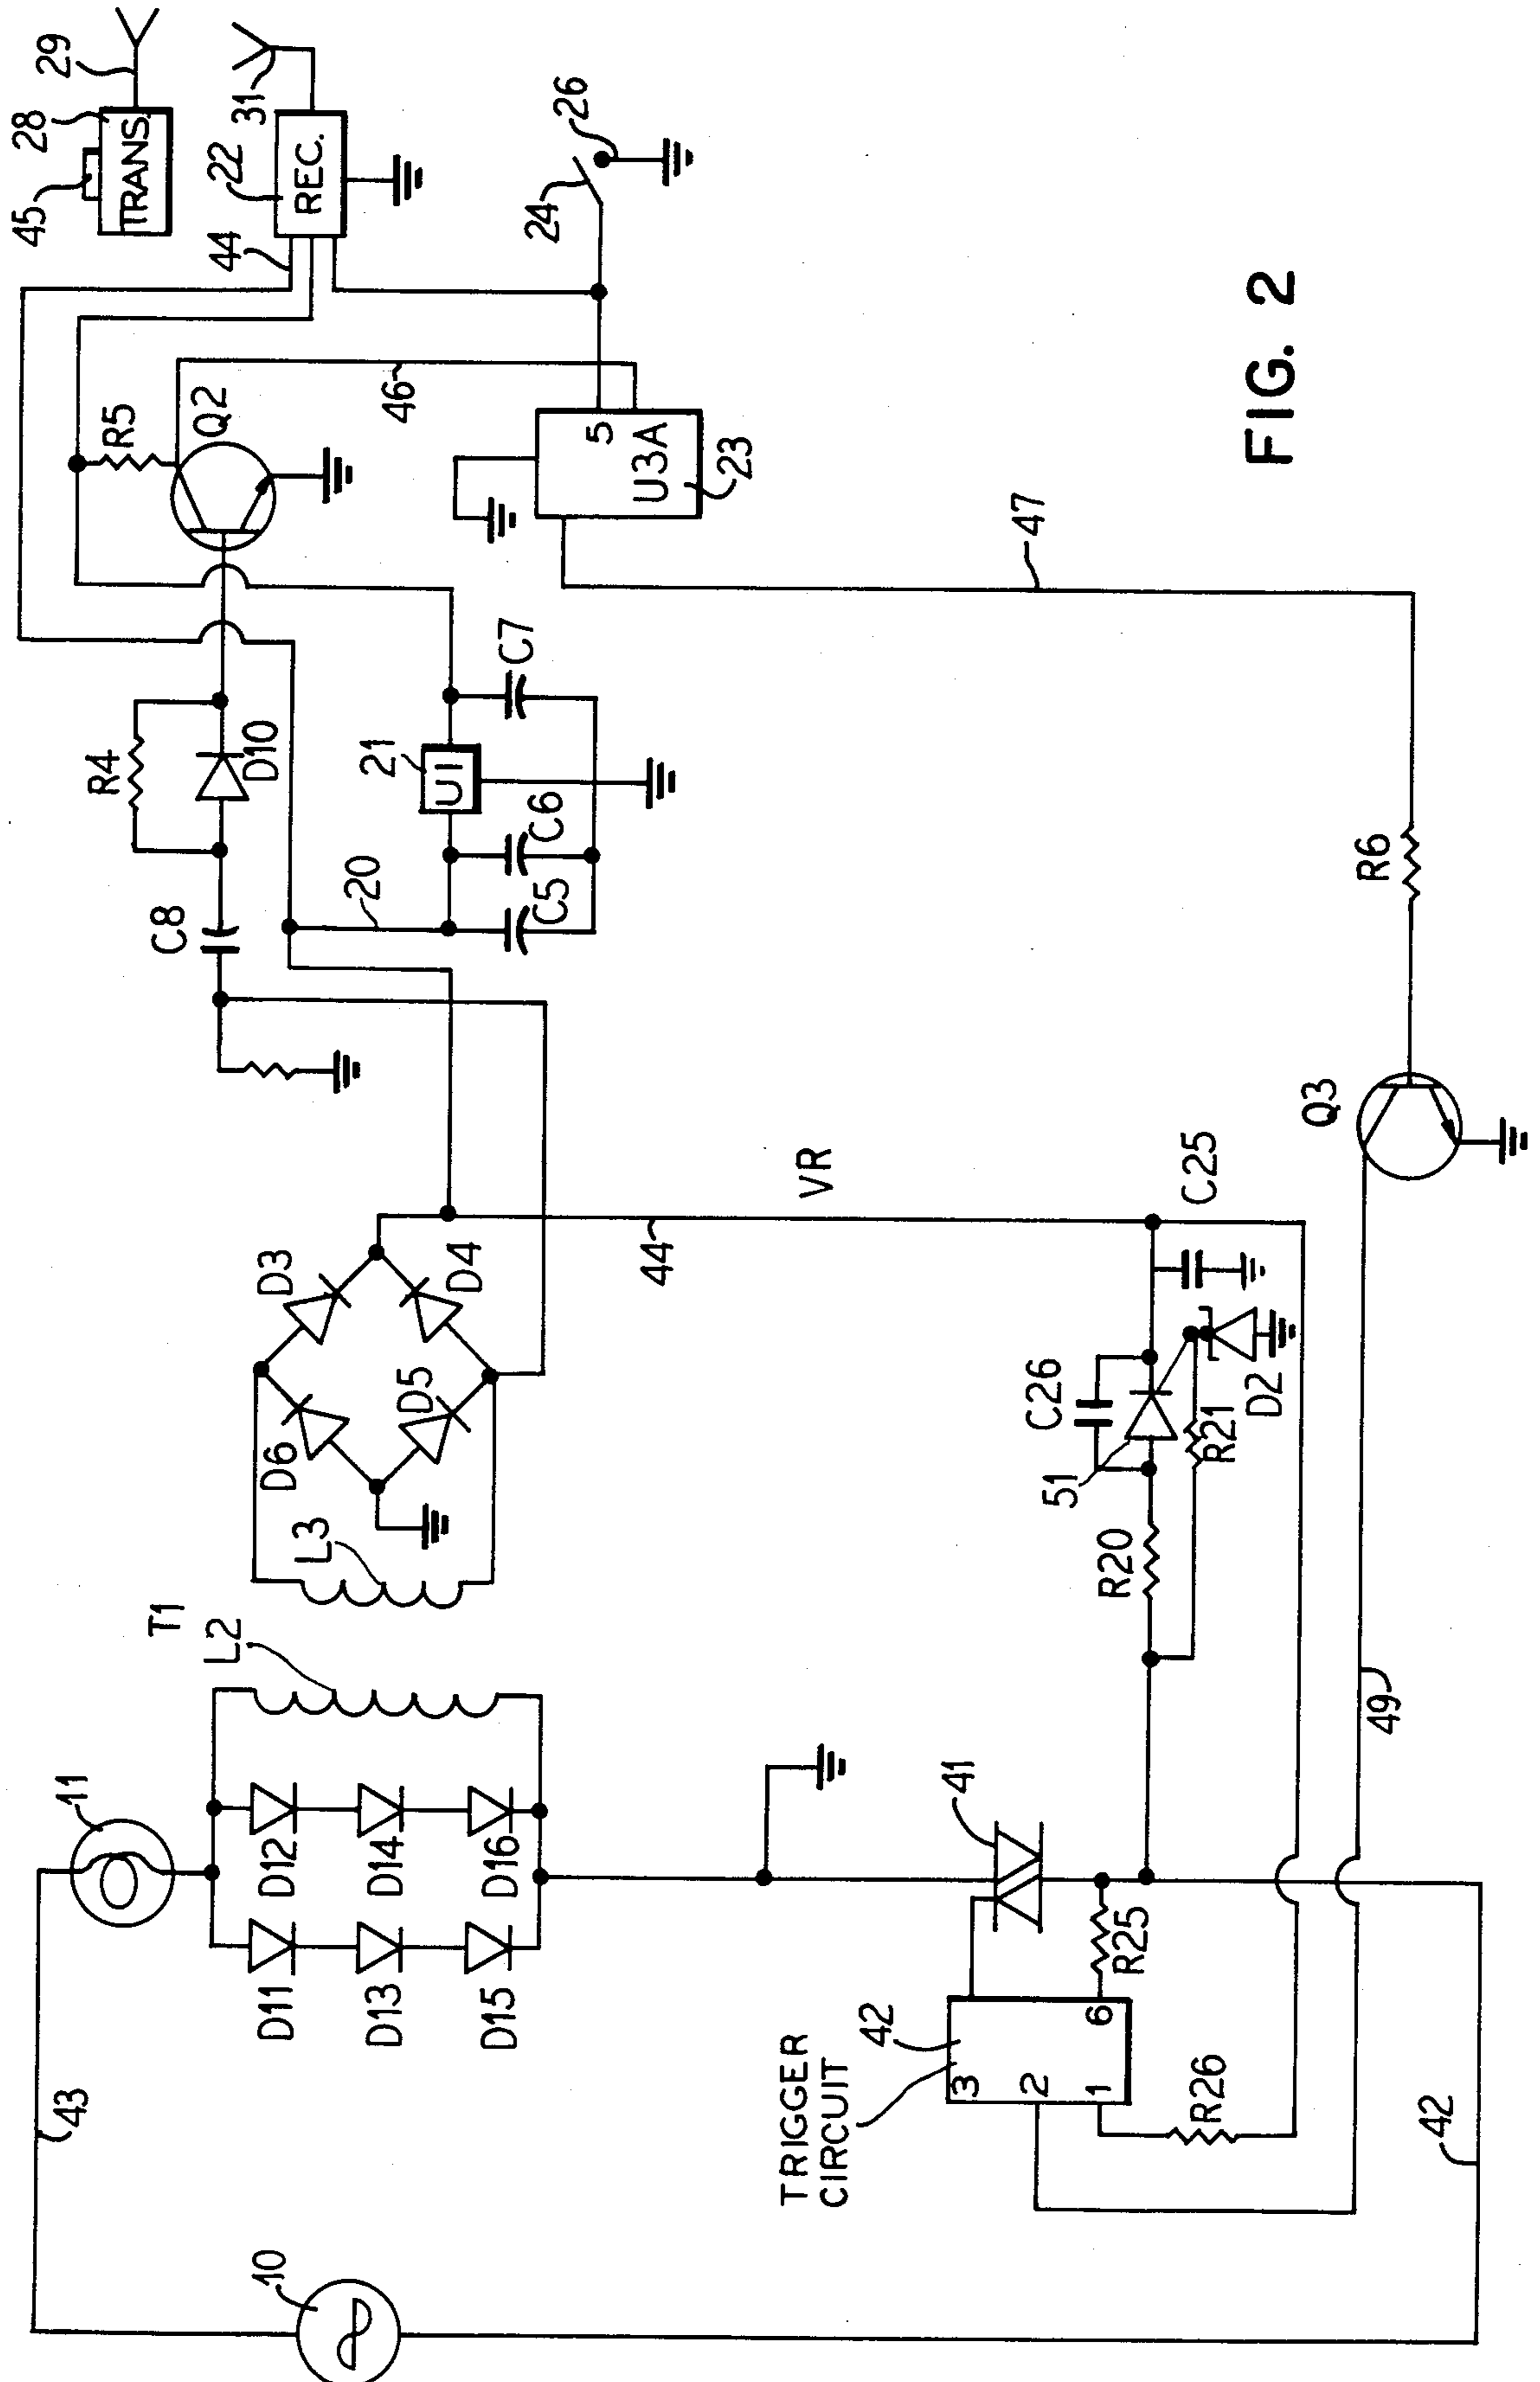 43
11
T1
L2
L3
D6
D3
D5
D4
C8
R4
D10
R5
Q2
44
45
28
29
TRANS.
22
REC.
31
10
D12
D14
D16
D11
D13
D15
20
21
U1
C5
C6
C7
46
5
U3A
23
24
26
TRIGGER
CIRCUIT
42
3
2
1
6
R25
R26
41
44
VR
R20
51
C26
R21
D2
C25
49
Q3
R6
47
42
FIG. 2